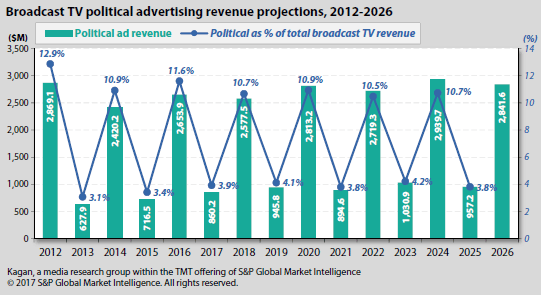 Broadcast TV political advertising revenue projections, 2012-2026
($M) Political ad revenue Political as % of total broadcast TV revenue (%)
3,500 14
3,000 12
2,500 10
2,000 8
1,500 6
1,000 4
500 2
$0 0
12.9% 3.1% 10.9% 3.4% 11.6% 3.9% 10.7% 4.1% 10.9% 3.8% 10.5% 4.2% 10.7% 3.8%
2,869.1 627.9 2,420.2 716.5 2,653.9 860.2 2,577.5 945.8 2,813.2 894.6 2,719.3 1,030.9 2,939.7 957.2 2,841.6
2012 2013 2014 2015 2016 2017 2018 2019 2020 2021 2022 2023 2024 2025 2026
Kagan, a media research group within the TMT offering of S&P Global Market Intelligence
© 2017 S&P Global Market Intelligence. All rights reserved.